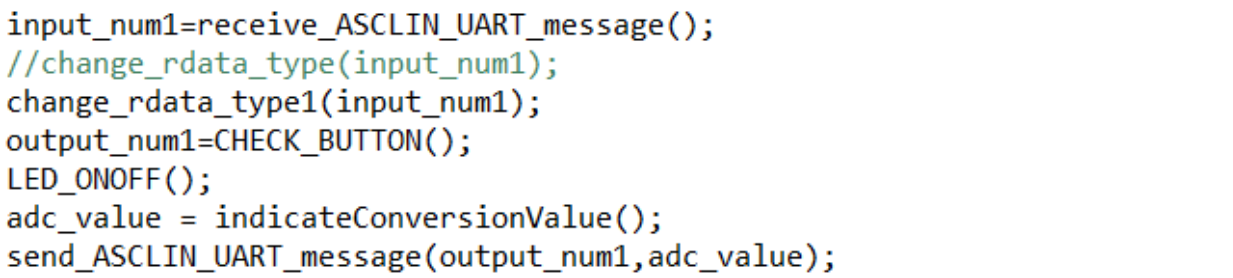 input_num1=receive_ASCLIN_UART_message();
//change_rdata_type(input_num1);
change_rdata_type1(input_num1);
output_num1=CHECK_BUTTON();
LED_ONOFF();
adc_value = indicateConversionValue();
send_ASCLIN_UART_message(output_num1,adc_value);